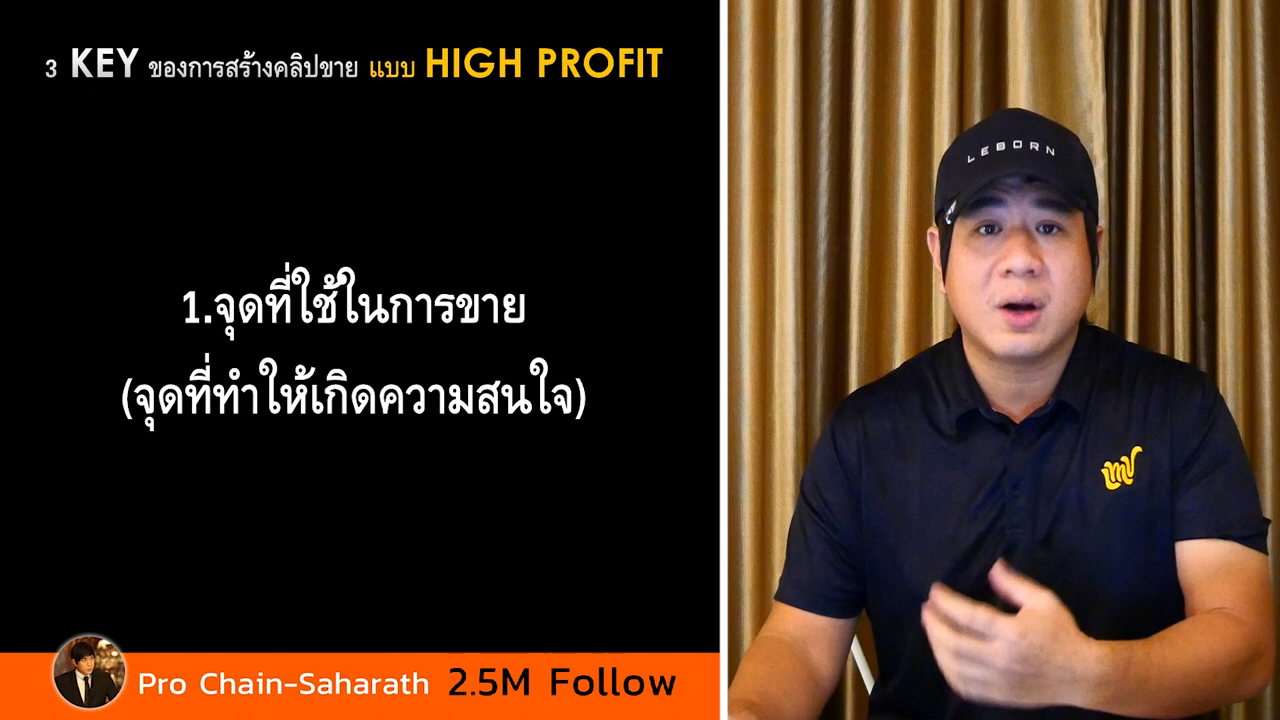 3 KEY ของการสร้างคลิปขาย แบบ HIGH PROFIT
1.จุดที่ใช้ในการขาย
(จุดที่ทำให้เกิดความสนใจ)
Pro Chain-Saharath 2.5M Follow
LEBORN